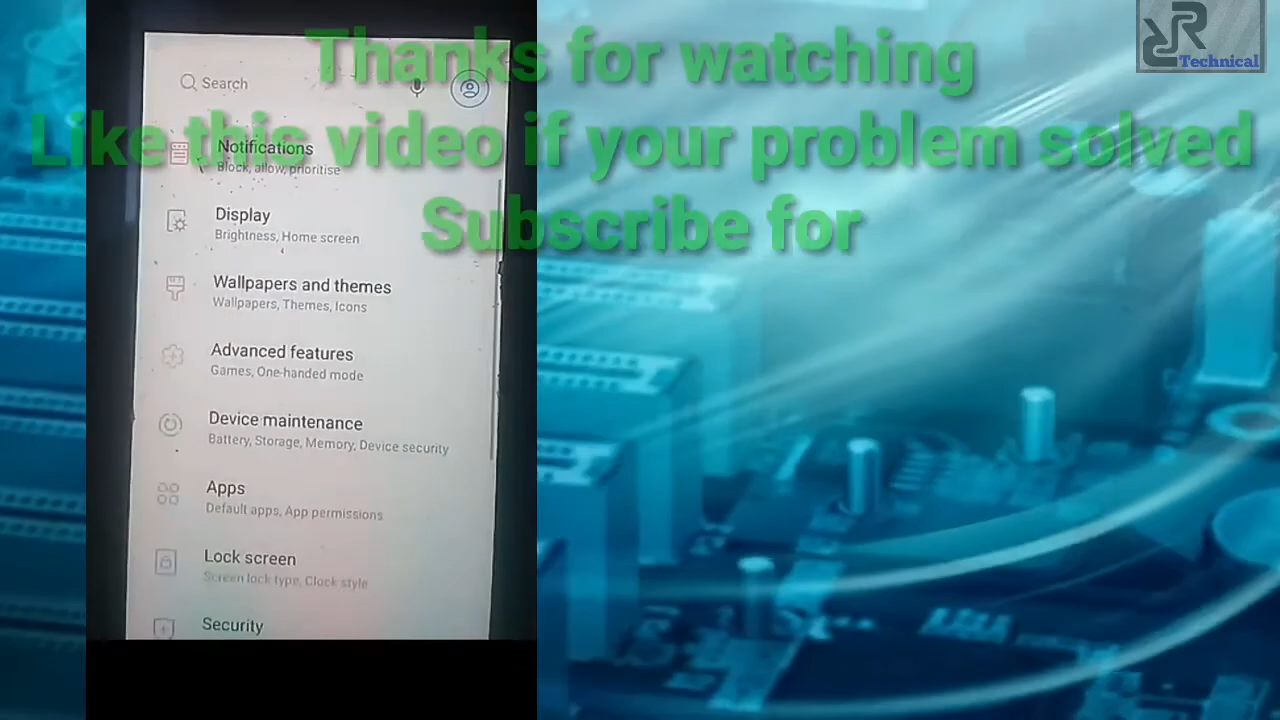 Thanks for watching
Like this video if your problem solved
Subscribe for
R
Technical
Search
Notifications
Block, allow, prioritise
Display
Brightness, Home screen
Wallpapers and themes
Wallpapers, Themes, Icons
Advanced features
Games, One-handed mode
Device maintenance
Battery, Storage, Memory, Device security
Apps
Default apps, App permissions
Lock screen
Screen lock type, Clock style
Security